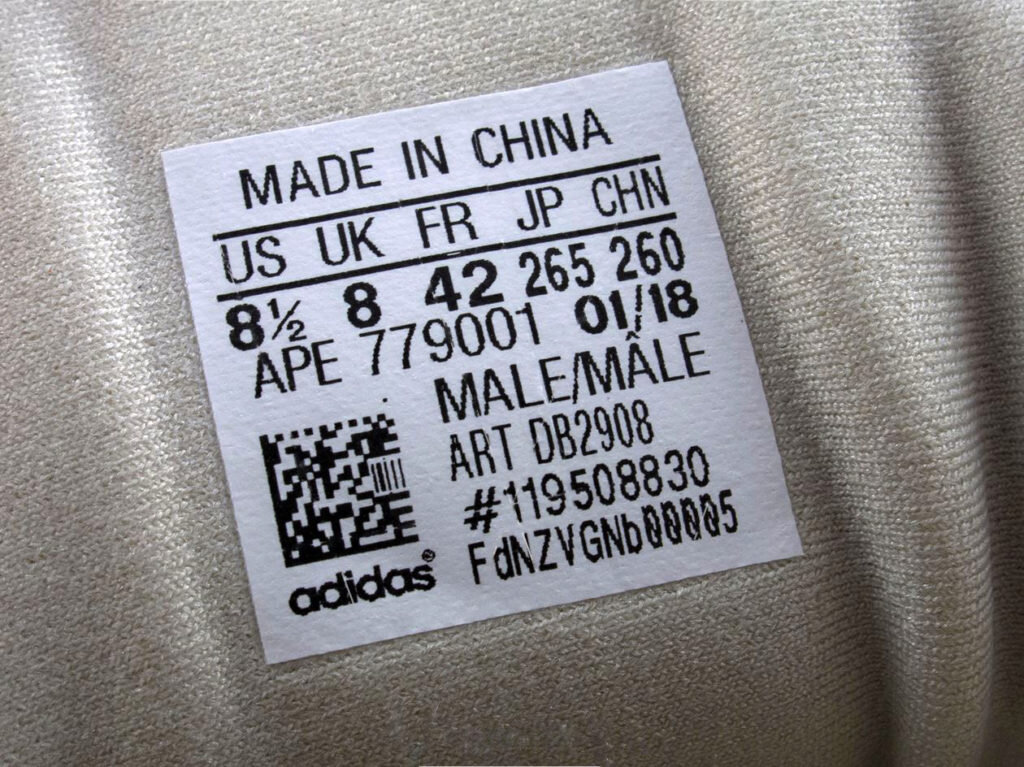 MADE IN CHINA
US UK FR JP CHN
8½ 8 42 265 260
APE 779001 01/18
MALE/MÂLE
ART DB2908
#119508830
FdNZVGNb00005
adidas®